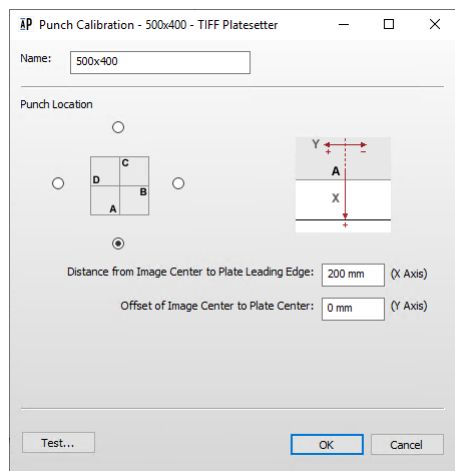 AP Punch Calibration - 500x400 - TIFF Platesetter
Name: 500x400
Punch Location
C
D
B
A
Y
+ -
A
X
+
Distance from Image Center to Plate Leading Edge: 200 mm (X Axis)
Offset of Image Center to Plate Center: 0 mm (Y Axis)
Test... OK Cancel